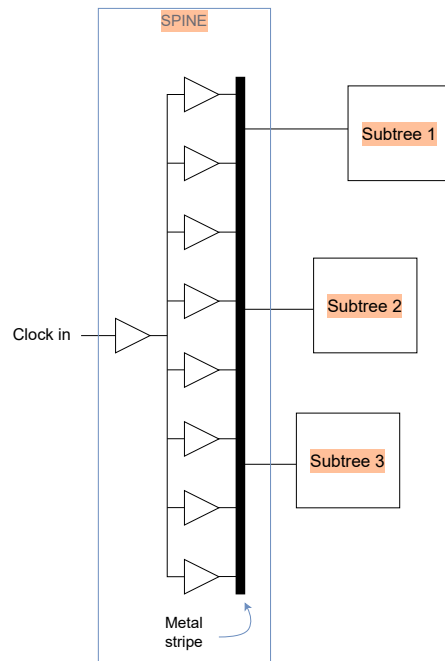 SPINE
Subtree 1
Subtree 2
Clock in
Subtree 3
Metal
stripe